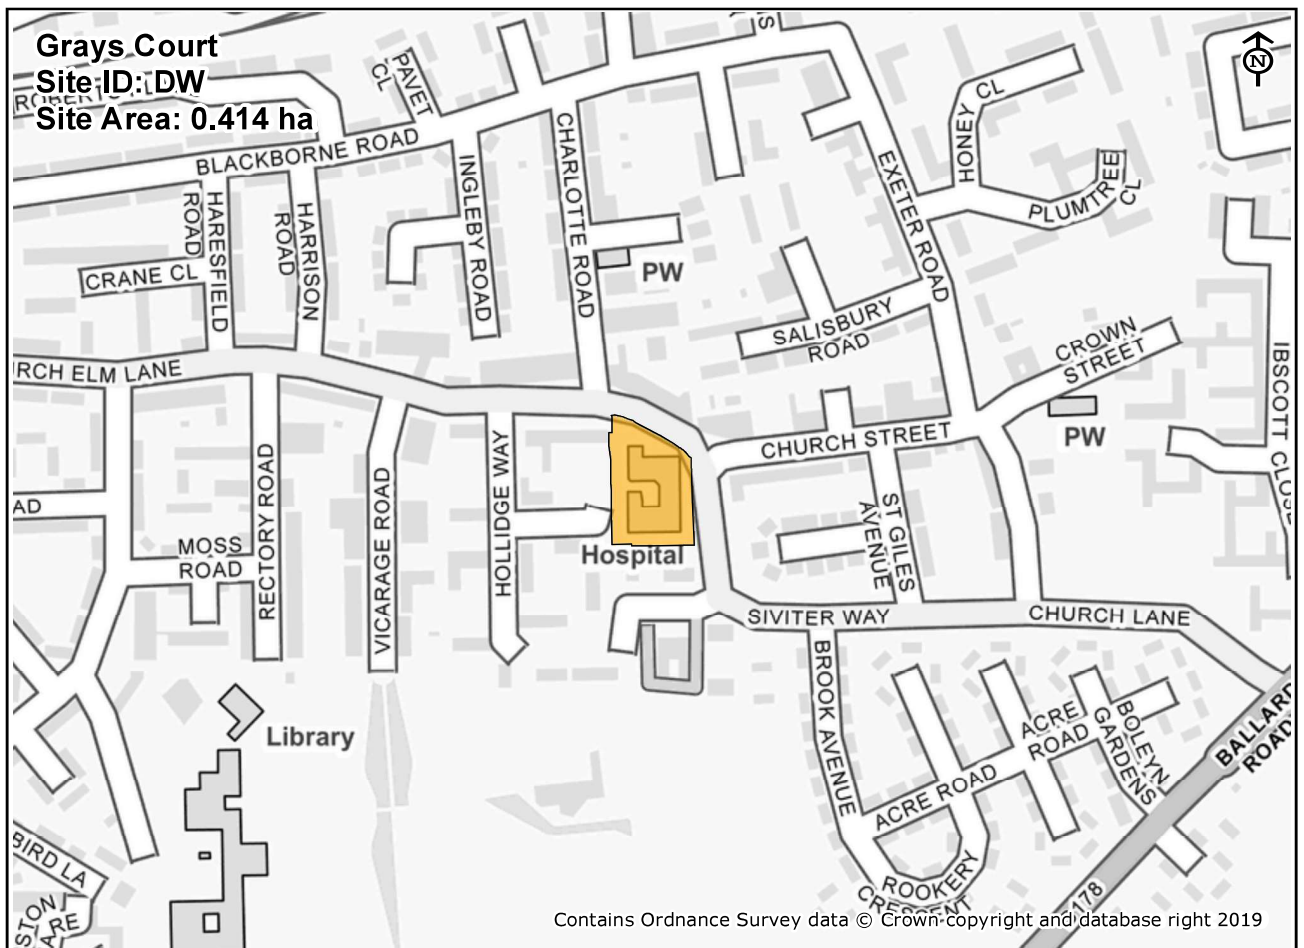 Grays Court
Site ID: DW
Site Area: 0.414 ha
N
S
PAVET
CL
BLACKBORNE ROAD
CHARLOTTE ROAD
INGLEBY ROAD
HARESFIELD
ROAD
HARRISON
ROAD
CRANE CL
HONEY CL
EXETER ROAD
PLUMTREE
CL
PW
SALISBURY
ROAD
CROWN
STREET
PW
IBSCOTT CLOSE
RCH ELM LANE
CHURCH STREET
ST GILES
AVENUE
HOLLIDGE WAY
VICARAGE ROAD
RECTORY ROAD
AD
MOSS
ROAD
Hospital
SIVITER WAY
CHURCH LANE
BROOK AVENUE
Library
ACRE
ROAD
ACRE ROAD
BOLEYN
GARDENS
BALLARD
ROAD
ROOKERY
CRESCENT
178
BIRD LA
STON
ARE
Contains Ordnance Survey data © Crown copyright and database right 2019